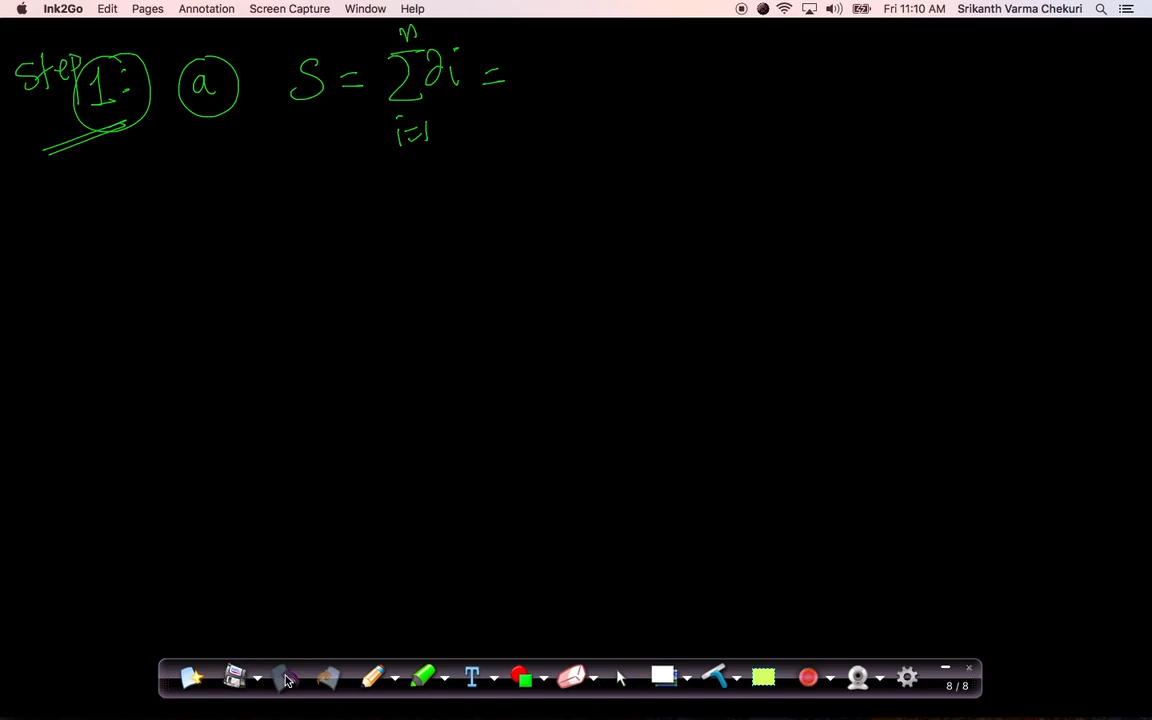 Ink2Go Edit Pages Annotation Screen Capture Window Help Fri 11:10 AM Srikanth Varma Chekuri
Step 1: a S = n∑i=1 di =
T
8 / 8